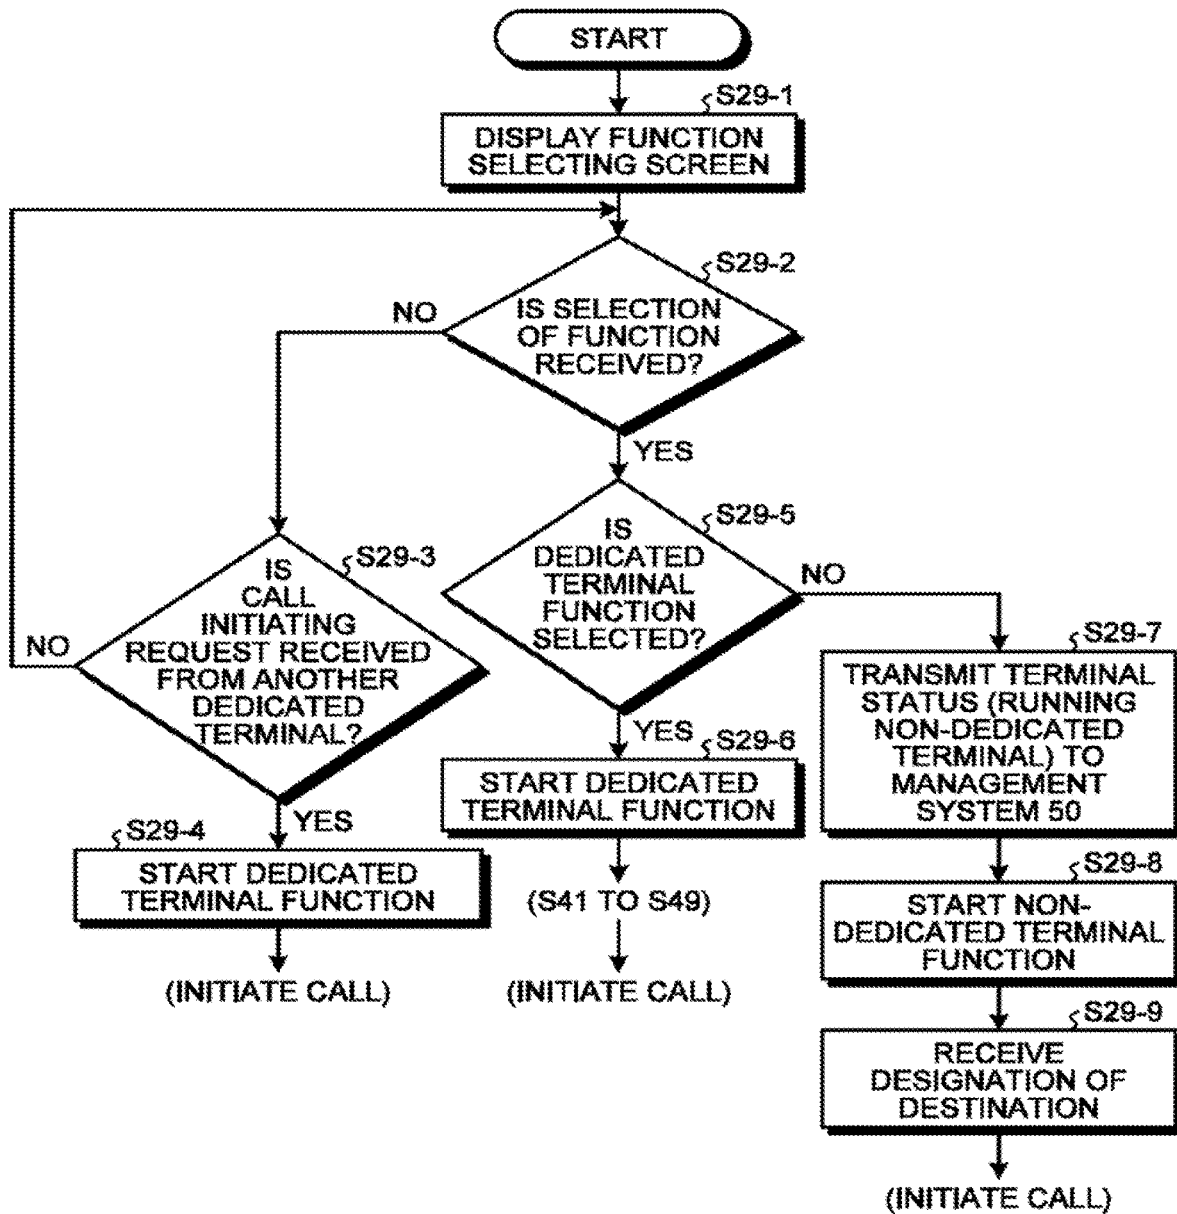 START
S29-1
DISPLAY FUNCTION
SELECTING SCREEN
S29-2
NO
IS SELECTION
OF FUNCTION
RECEIVED?
YES
S29-5
IS
DEDICATED
TERMINAL
FUNCTION
SELECTED?
NO
S29-3
IS
CALL
INITIATING
REQUEST RECEIVED
FROM ANOTHER
DEDICATED
TERMINAL?
NO
S29-7
TRANSMIT TERMINAL
STATUS (RUNNING
NON-DEDICATED
TERMINAL) TO
MANAGEMENT
SYSTEM 50
YES
S29-6
START DEDICATED
TERMINAL FUNCTION
YES
S29-4
START DEDICATED
TERMINAL FUNCTION
(S41 TO S49)
S29-8
START NON-
DEDICATED TERMINAL
FUNCTION
(INITIATE CALL)
(INITIATE CALL)
S29-9
RECEIVE
DESIGNATION OF
DESTINATION
(INITIATE CALL)